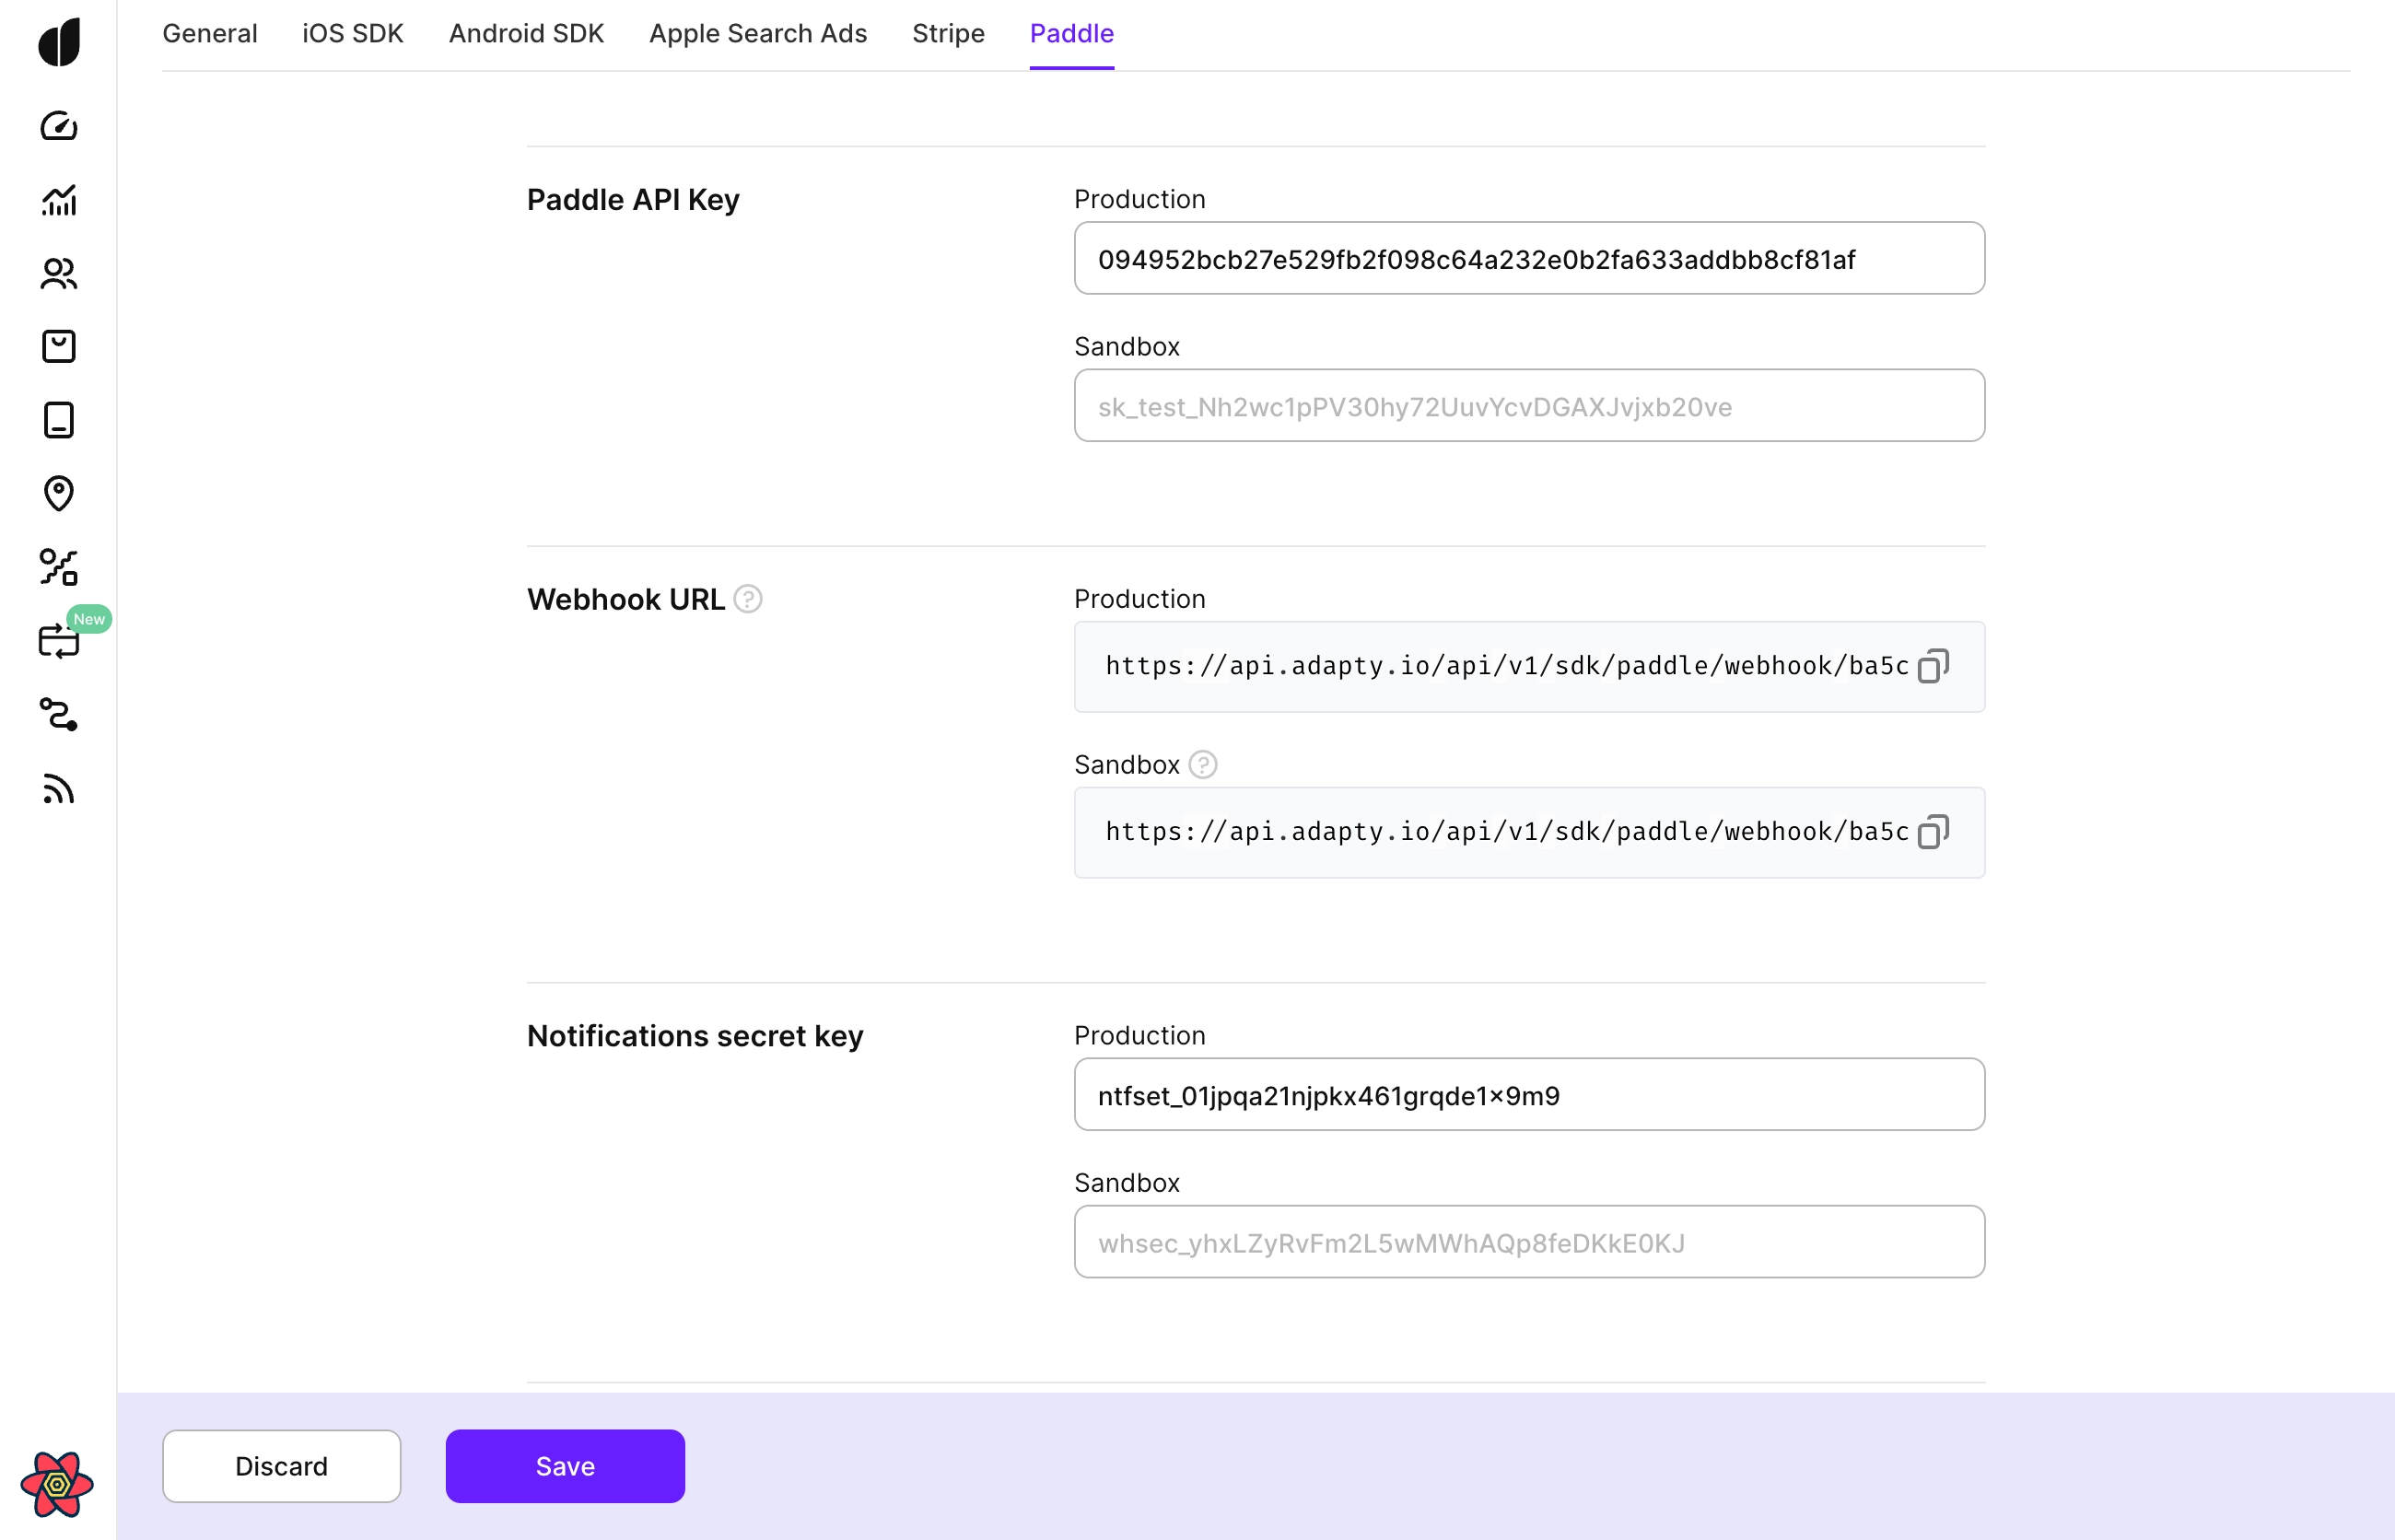 General iOS SDK Android SDK Apple Search Ads Stripe Paddle
Paddle API Key
Production
094952bcb27e529fb2f098c64a232e0b2fa633addbb8cf81af
Sandbox
sk_test_Nh2wc1pPV30hy72UuvYcvDGAXJvjxb20ve
New
Webhook URL ?
Production
https://api.adapty.io/api/v1/sdk/paddle/webhook/ba5c
Sandbox ?
https://api.adapty.io/api/v1/sdk/paddle/webhook/ba5c
Notifications secret key
Production
ntfset_01jpqa21njpkx461grqde1×9m9
Sandbox
whsec_yhxLZyRvFm2L5wMWhAQp8feDKkE0KJ
Discard Save